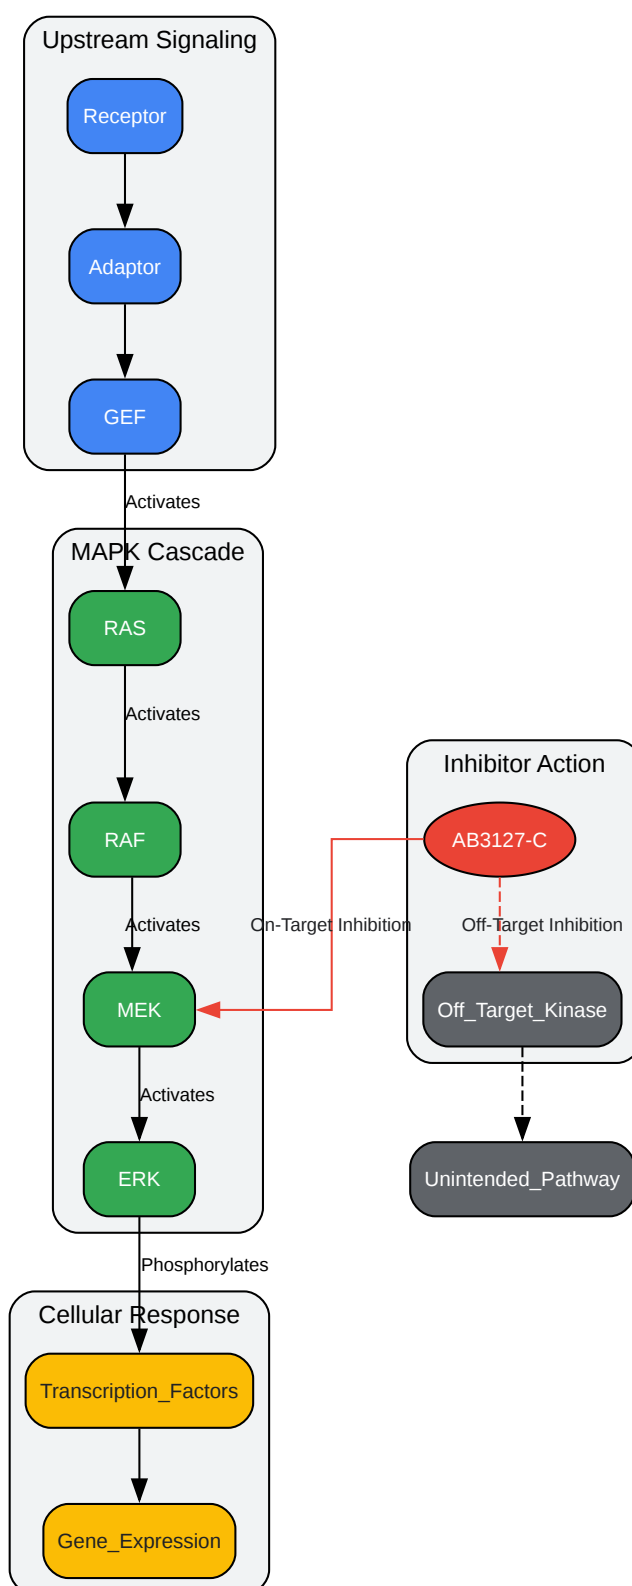 Upstream Signaling
Receptor
Adaptor
GEF
Activates
MAPK Cascade
RAS
Activates
RAF
Activates
MEK
Activates
ERK
Inhibitor Action
AB3127-C
On-Target Inhibition
Off-Target Inhibition
Off_Target_Kinase
Unintended_Pathway
Phosphorylates
Cellular Response
Transcription_Factors
Gene_Expression